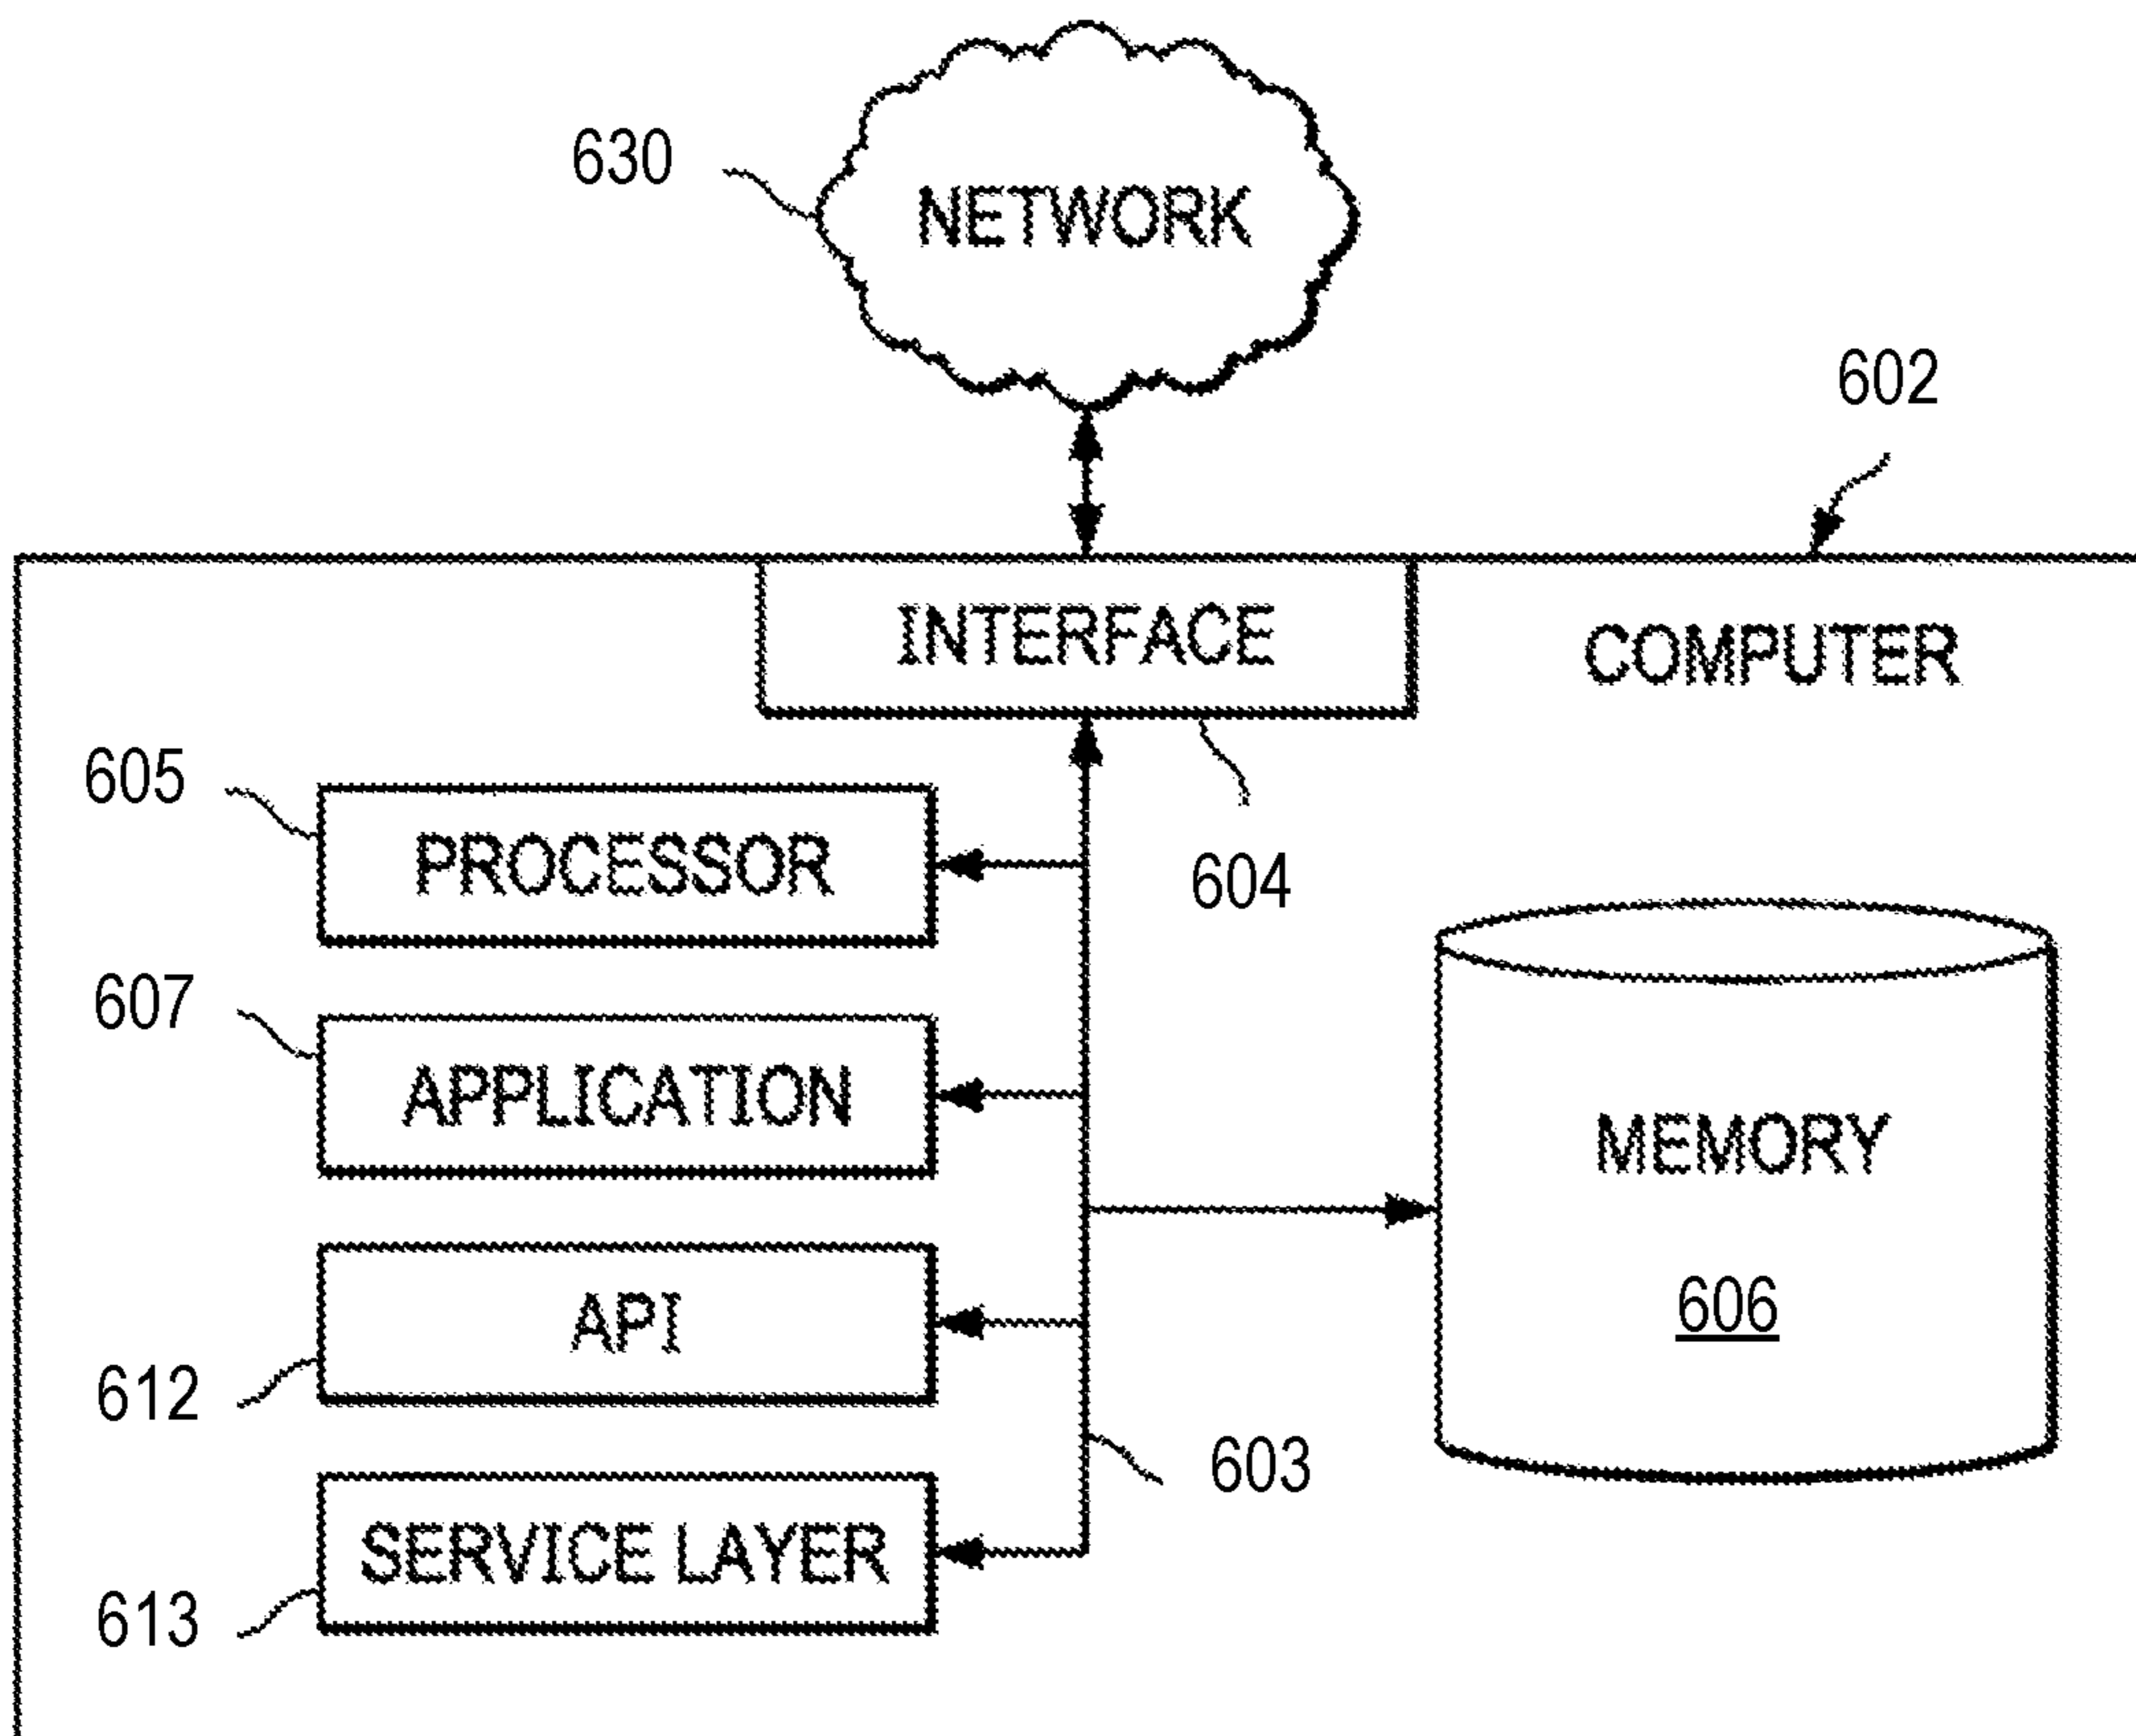 630
NETWORK
602
INTERFACE
COMPUTER
605
PROCESSOR
604
607
APPLICATION
MEMORY
606
API
612
603
SERVICE LAYER
613